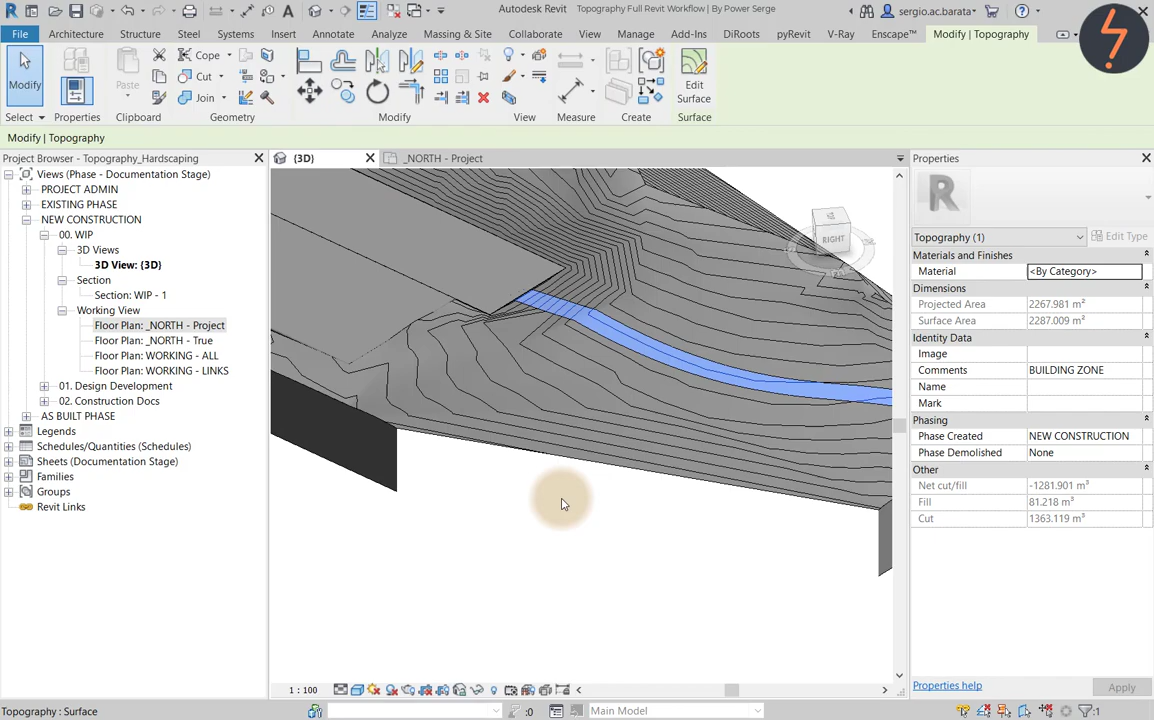 Autodesk Revit
Topography Full Revit Workflow | By Power Serge
sergio.ac.barata
File
Architecture
Structure
Steel
Systems
Insert
Annotate
Analyze
Massing & Site
Collaborate
View
Manage
Add-Ins
DiRoots
pyRevit
V-Ray
Enscape™
Modify | Topography
Modify
Paste
Cope
Cut
Join
Edit
Surface
Select
Properties
Clipboard
Geometry
Modify
View
Measure
Create
Surface
Modify | Topography
Project Browser - Topography_Hardscaping
{3D}
_NORTH - Project
Properties
Views (Phase - Documentation Stage)
PROJECT ADMIN
EXISTING PHASE
NEW CONSTRUCTION
00. WIP
3D Views
3D View: {3D}
Section
Section: WIP - 1
Working View
Floor Plan: _NORTH - Project
Floor Plan: _NORTH - True
Floor Plan: WORKING - ALL
Floor Plan: WORKING - LINKS
01. Design Development
02. Construction Docs
AS BUILT PHASE
Legends
Schedules/Quantities (Schedules)
Sheets (Documentation Stage)
Families
Groups
Revit Links
RIGHT
R
Topography (1)
Edit Type
Materials and Finishes
Material <By Category>
Dimensions
Projected Area 2267.981 m²
Surface Area 2287.009 m²
Identity Data
Image
Comments BUILDING ZONE
Name
Mark
Phasing
Phase Created NEW CONSTRUCTION
Phase Demolished None
Other
Net cut/fill -1281.901 m³
Fill 81.218 m³
Cut 1363.119 m³
Properties help
Apply
1 : 100
Topography : Surface
:0
Main Model
:1